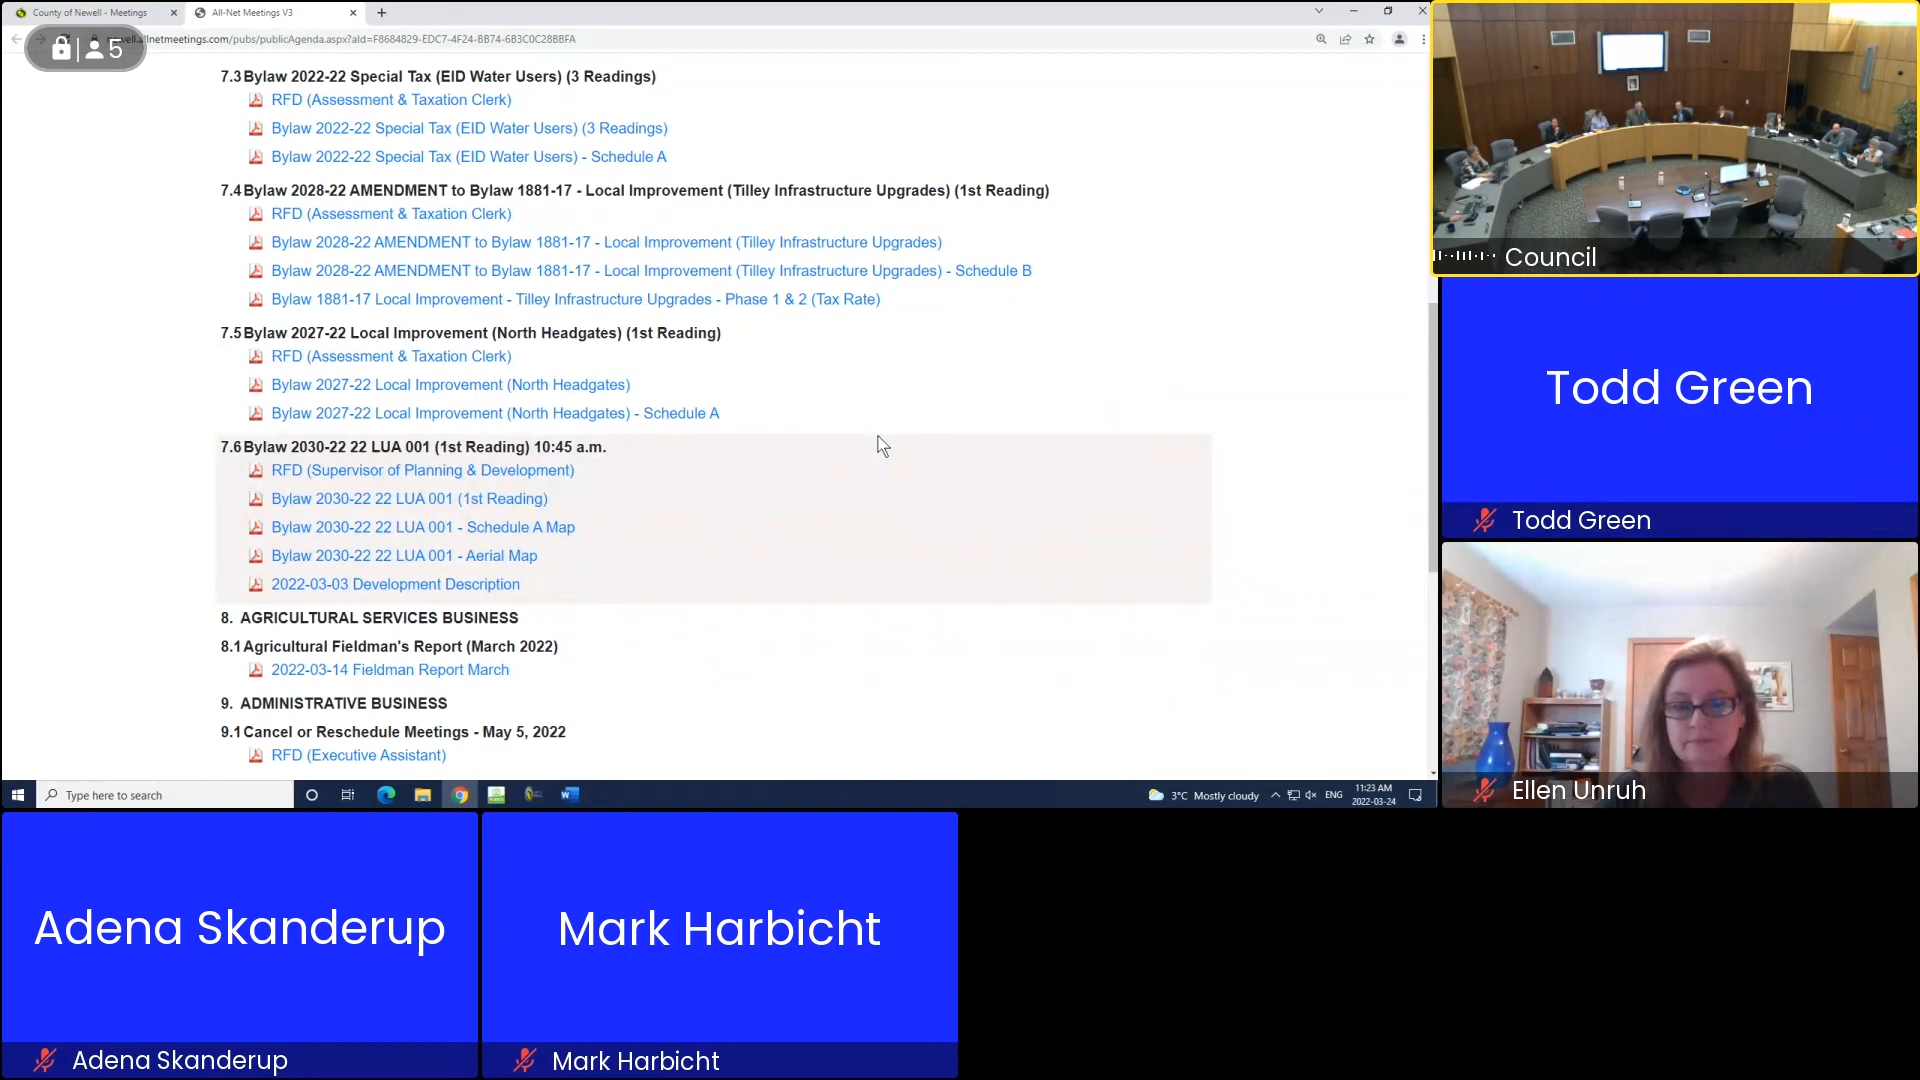 County of Newell - Meetings
All-Net Meetings V3
5
llnetmeetings.com/pubs/publicAgenda.aspx?aId=F8684829-EDC7-4F24-BB74-6B3C0C28BBFA
7.3 Bylaw 2022-22 Special Tax (EID Water Users) (3 Readings)
RFD (Assessment & Taxation Clerk)
Bylaw 2022-22 Special Tax (EID Water Users) (3 Readings)
Bylaw 2022-22 Special Tax (EID Water Users) - Schedule A
7.4 Bylaw 2028-22 AMENDMENT to Bylaw 1881-17 - Local Improvement (Tilley Infrastructure Upgrades) (1st Reading)
RFD (Assessment & Taxation Clerk)
Bylaw 2028-22 AMENDMENT to Bylaw 1881-17 - Local Improvement (Tilley Infrastructure Upgrades)
Bylaw 2028-22 AMENDMENT to Bylaw 1881-17 - Local Improvement (Tilley Infrastructure Upgrades) - Schedule B
Bylaw 1881-17 Local Improvement - Tilley Infrastructure Upgrades - Phase 1 & 2 (Tax Rate)
7.5 Bylaw 2027-22 Local Improvement (North Headgates) (1st Reading)
RFD (Assessment & Taxation Clerk)
Bylaw 2027-22 Local Improvement (North Headgates)
Bylaw 2027-22 Local Improvement (North Headgates) - Schedule A
7.6 Bylaw 2030-22 22 LUA 001 (1st Reading) 10:45 a.m.
RFD (Supervisor of Planning & Development)
Bylaw 2030-22 22 LUA 001 (1st Reading)
Bylaw 2030-22 22 LUA 001 - Schedule A Map
Bylaw 2030-22 22 LUA 001 - Aerial Map
2022-03-03 Development Description
8. AGRICULTURAL SERVICES BUSINESS
8.1 Agricultural Fieldman's Report (March 2022)
2022-03-14 Fieldman Report March
9. ADMINISTRATIVE BUSINESS
9.1 Cancel or Reschedule Meetings - May 5, 2022
RFD (Executive Assistant)
Type here to search
3°C Mostly cloudy
ENG
11:23 AM
2022-03-24
Council
Todd Green
Todd Green
Ellen Unruh
Adena Skanderup
Adena Skanderup
Mark Harbicht
Mark Harbicht